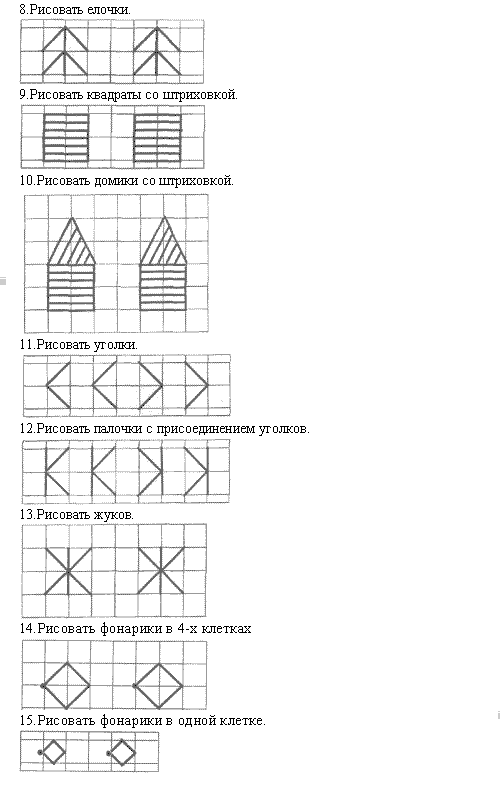 8.Рисовать елочки.
9.Рисовать квадраты со штриховкой.
10.Рисовать домики со штриховкой.
11.Рисовать уголки.
12.Рисовать палочки с присоединением уголков.
13.Рисовать жуков.
14.Рисовать фонарики в 4-х клетках
15.Рисовать фонарики в одной клетке.